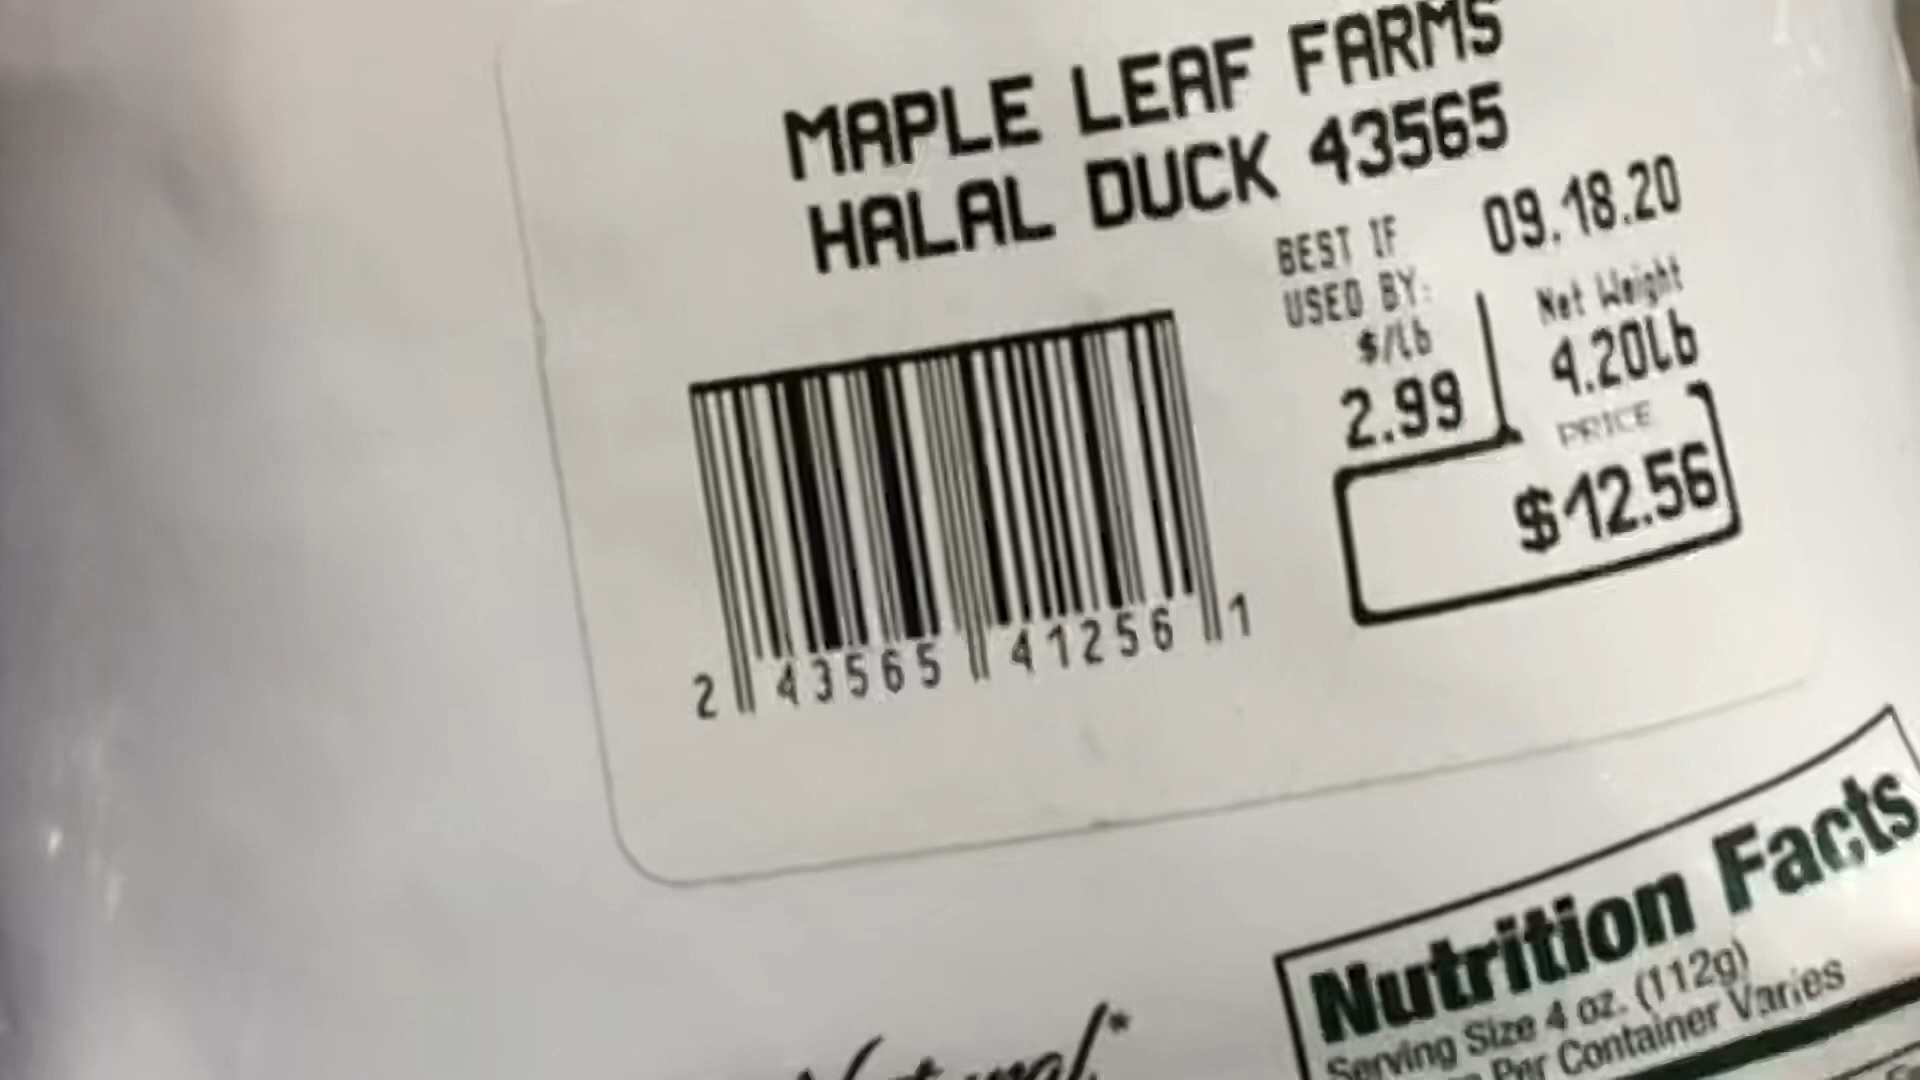 MAPLE LEAF FARMS
HALAL DUCK 43565
BEST IF
USED BY:
09.18.20
$/lb
2.99
Net Weight
4.20lb
PRICE
$12.56
2 43565 41256 1
Nutrition Facts
Serving Size 4 oz. (112g)
Per Container Varies